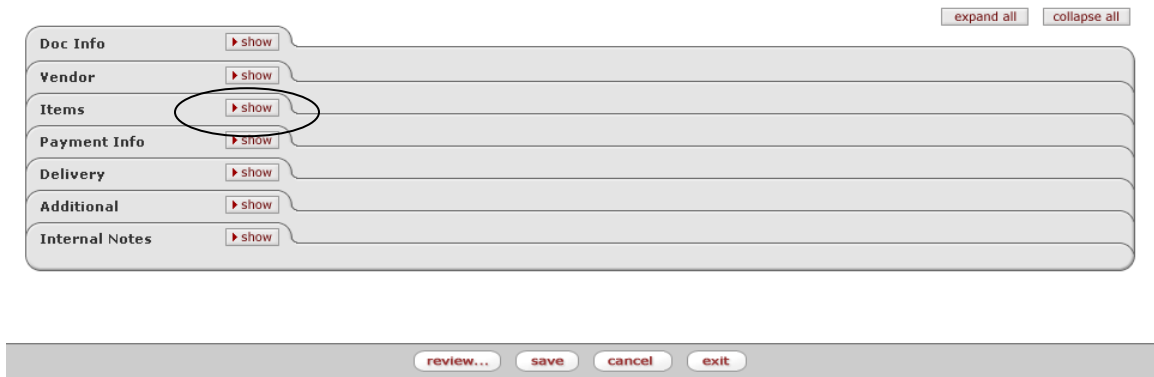 expand all collapse all
Doc Info show
Vendor show
Items show
Payment Info show
Delivery show
Additional show
Internal Notes show
review... save cancel exit